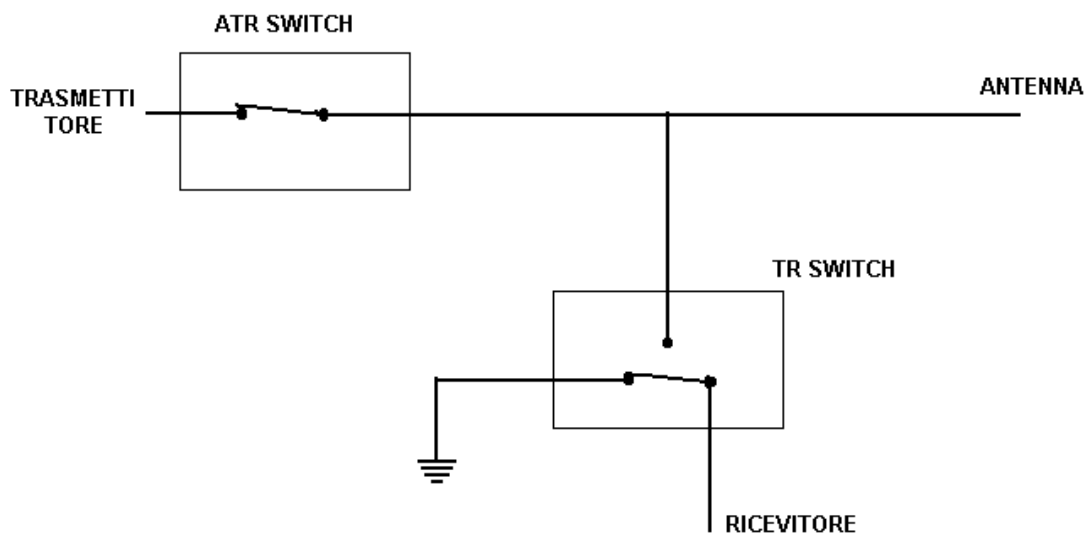 ATR SWITCH
TRASMETTI
TORE
ANTENNA
TR SWITCH
RICEVITORE